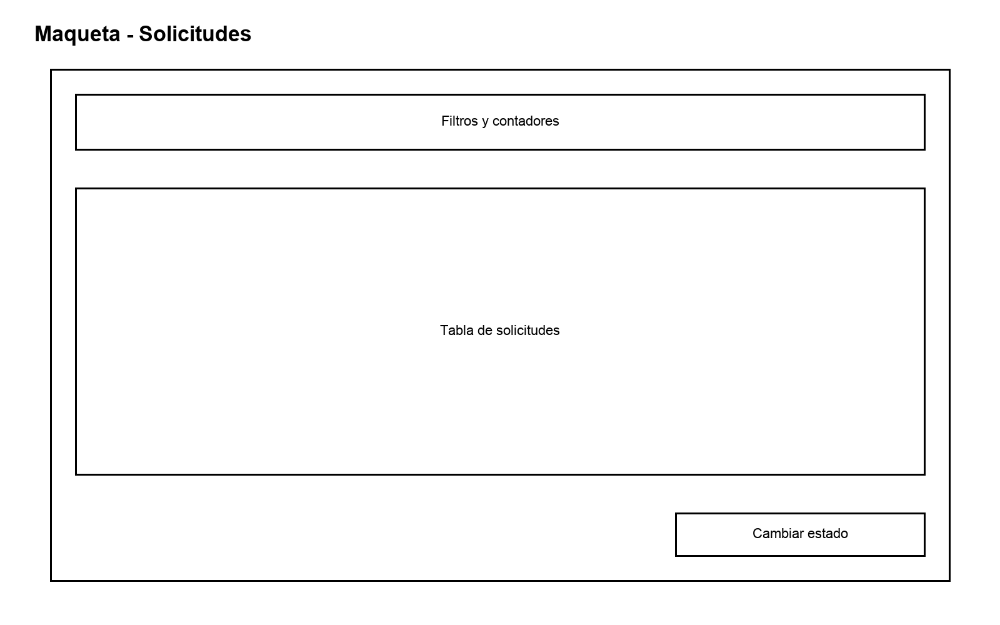 Maqueta - Solicitudes
Filtros y contadores
Tabla de solicitudes
Cambiar estado